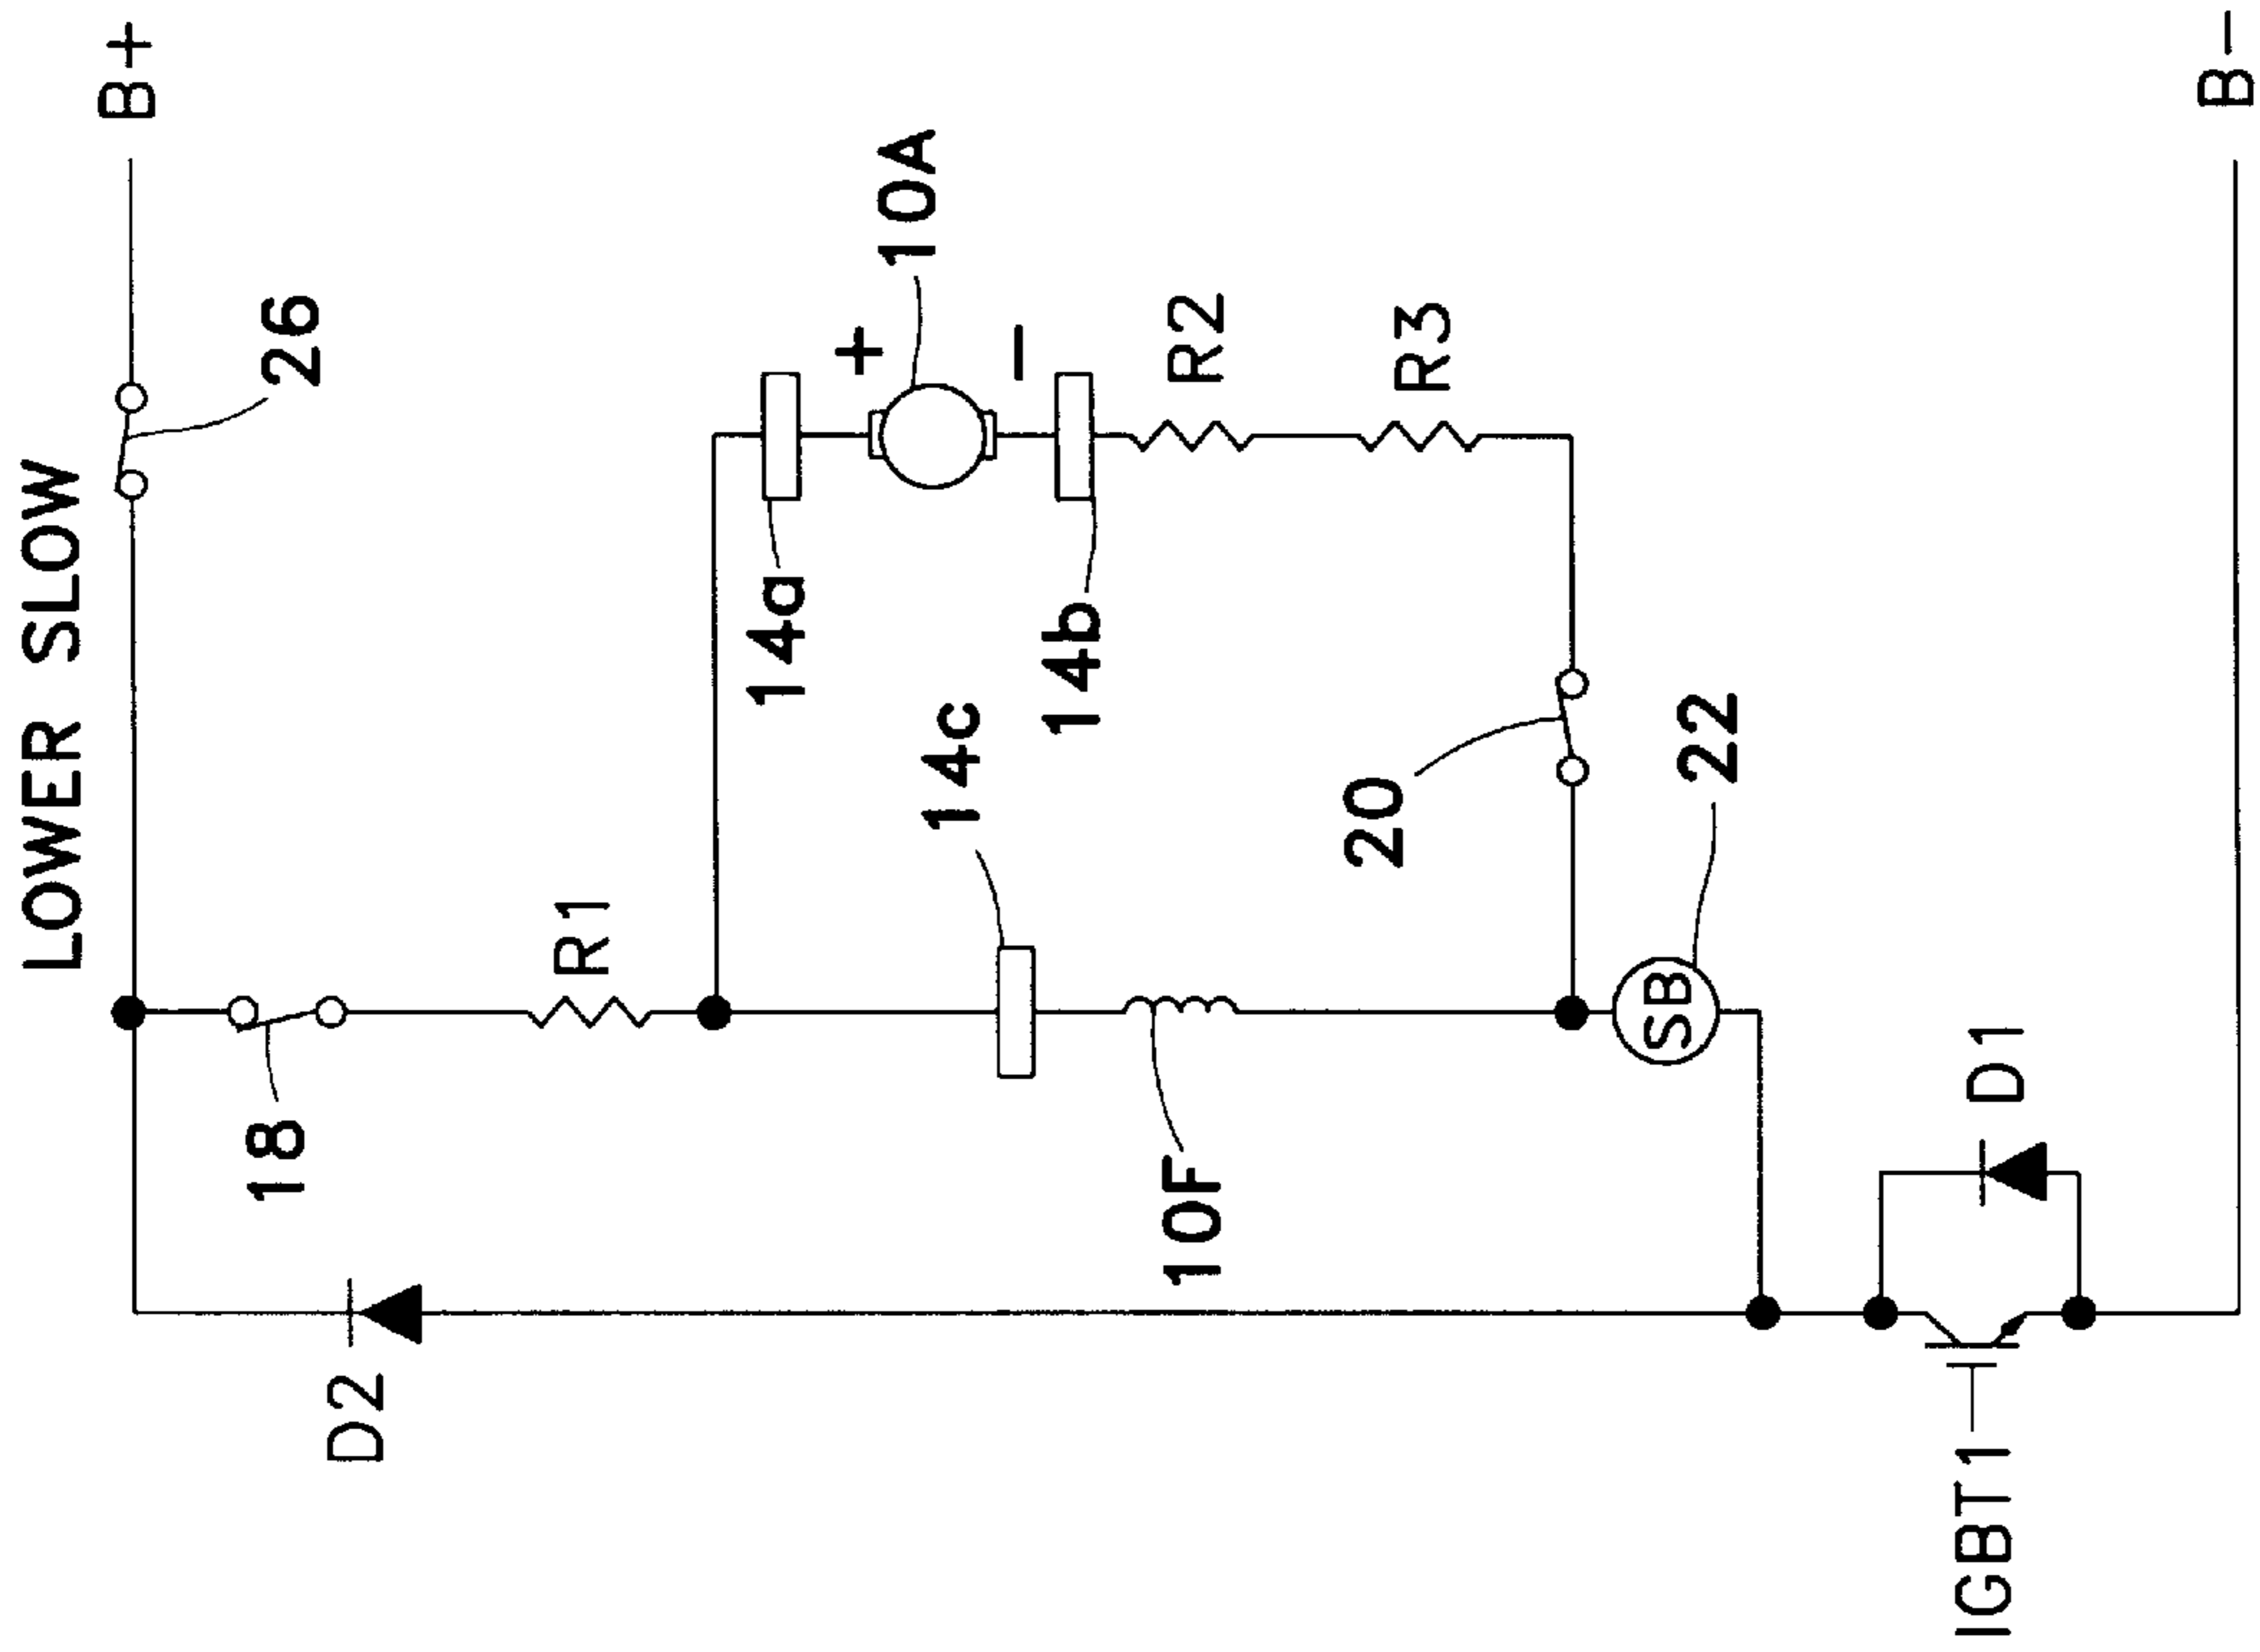 LOWER SLOW
B+
26
18
R1
D2
10A
+
−
14a
14b
14c
R2
R3
10F
20
22
SB
D1
IGBT1
B−